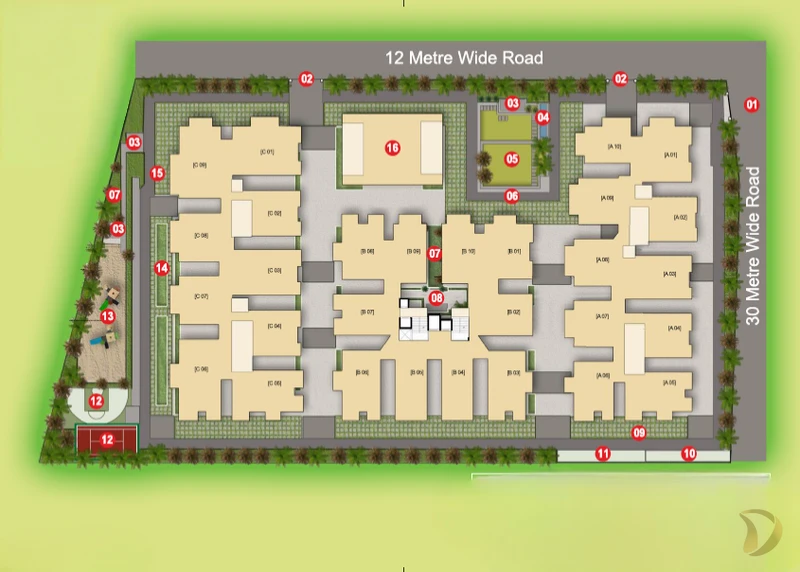 12 Metre Wide Road
02
02
01
03
04
03
16
[C 01]
[A 10]
[A 01]
05
[C 09]
15
07
06
[A 09]
[C 02]
[A 02]
03
[C 08]
[B 08]
[B 09]
07
[B 10]
[B 01]
[A 08]
14
[C 03]
[A 03]
30 Metre Wide Road
[C 07]
08
13
[B 07]
[B 02]
[A 07]
[C 04]
[A 04]
[C 06]
[B 06]
[B 05]
[B 04]
[B 03]
[A 06]
[C 05]
[A 05]
12
12
09
11
10